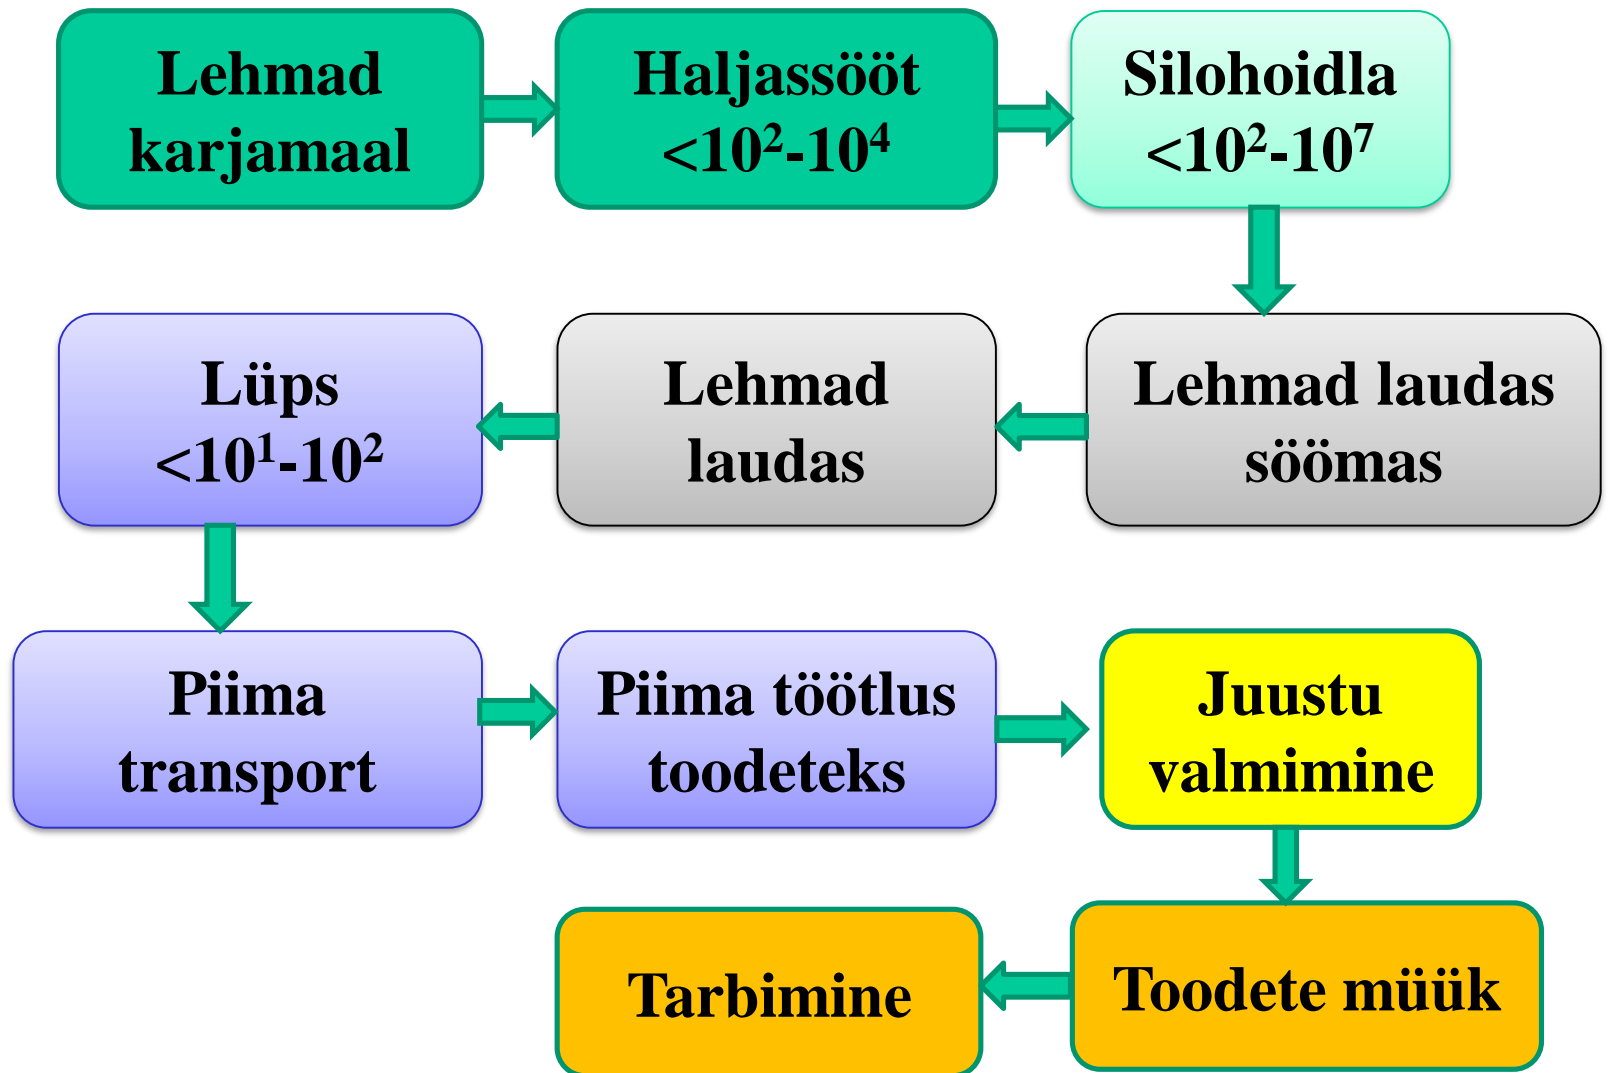 Lehmad
karjamaal
Haljassööt
<10²-10⁴
Silohoidla
<10²-10⁷
Lehmad laudas
söömas
Lehmad
laudas
Lüps
<10¹-10²
Piima
transport
Piima töötlus
toodeteks
Juustu
valmimine
Toodete müük
Tarbimine